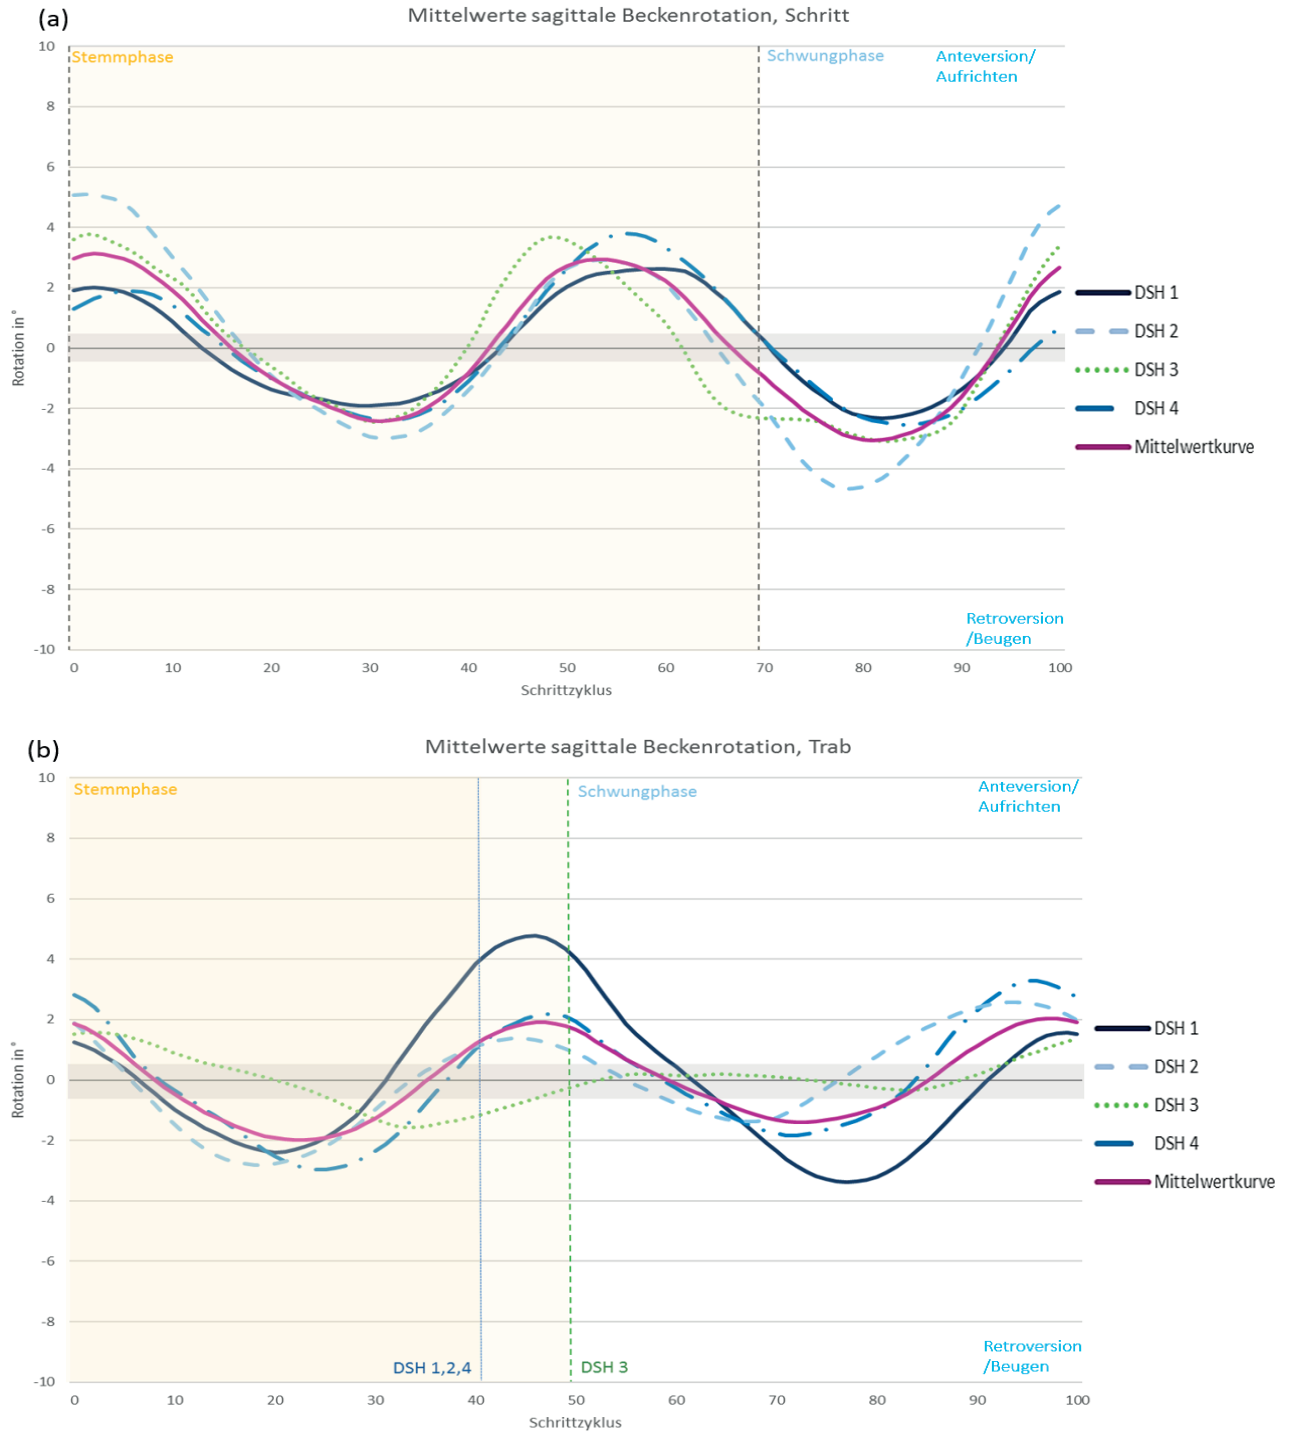 (a)
Mittelwerte sagittale Beckenrotation, Schritt
10
8
6
4
2
0
-2
-4
-6
-8
-10
Rotation in°
Stemmphase
Schwungphase
Anteversion/
Aufrichten
Retroversion
/Beugen
0 10 20 30 40 50 60 70 80 90 100
Schrittzyklus
DSH 1
DSH 2
DSH 3
DSH 4
Mittelwertkurve
(b)
Mittelwerte sagittale Beckenrotation, Trab
10
8
6
4
2
0
-2
-4
-6
-8
-10
Rotation in°
Stemmphase
Schwungphase
Anteversion/
Aufrichten
Retroversion
/Beugen
DSH 1,2,4
DSH 3
0 10 20 30 40 50 60 70 80 90 100
Schrittzyklus
DSH 1
DSH 2
DSH 3
DSH 4
Mittelwertkurve